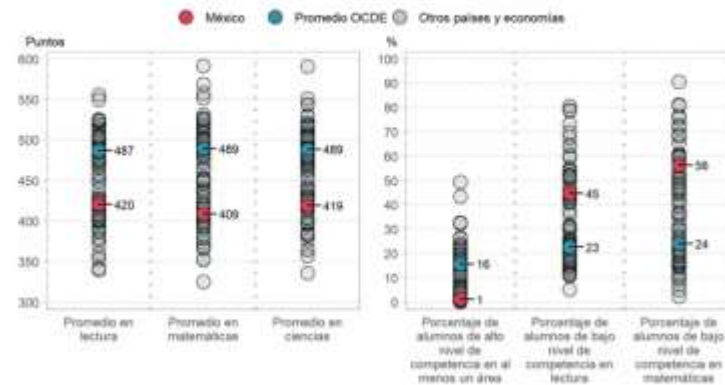 México Promedio OCDE Otros países y economías
Puntos
600
550
500
450
400
350
300
487
420
489
409
489
419
Promedio en
lectura
Promedio en
matemáticas
Promedio en
ciencias
%
100
90
80
70
60
50
40
30
20
10
0
16
1
45
23
56
24
Porcentaje de
alumnos de alto
nivel de
competencia en al
menos un área
Porcentaje de
alumnos de bajo
nivel de
competencia en
lectura
Porcentaje de
alumnos de bajo
nivel de
competencia en
matemáticas